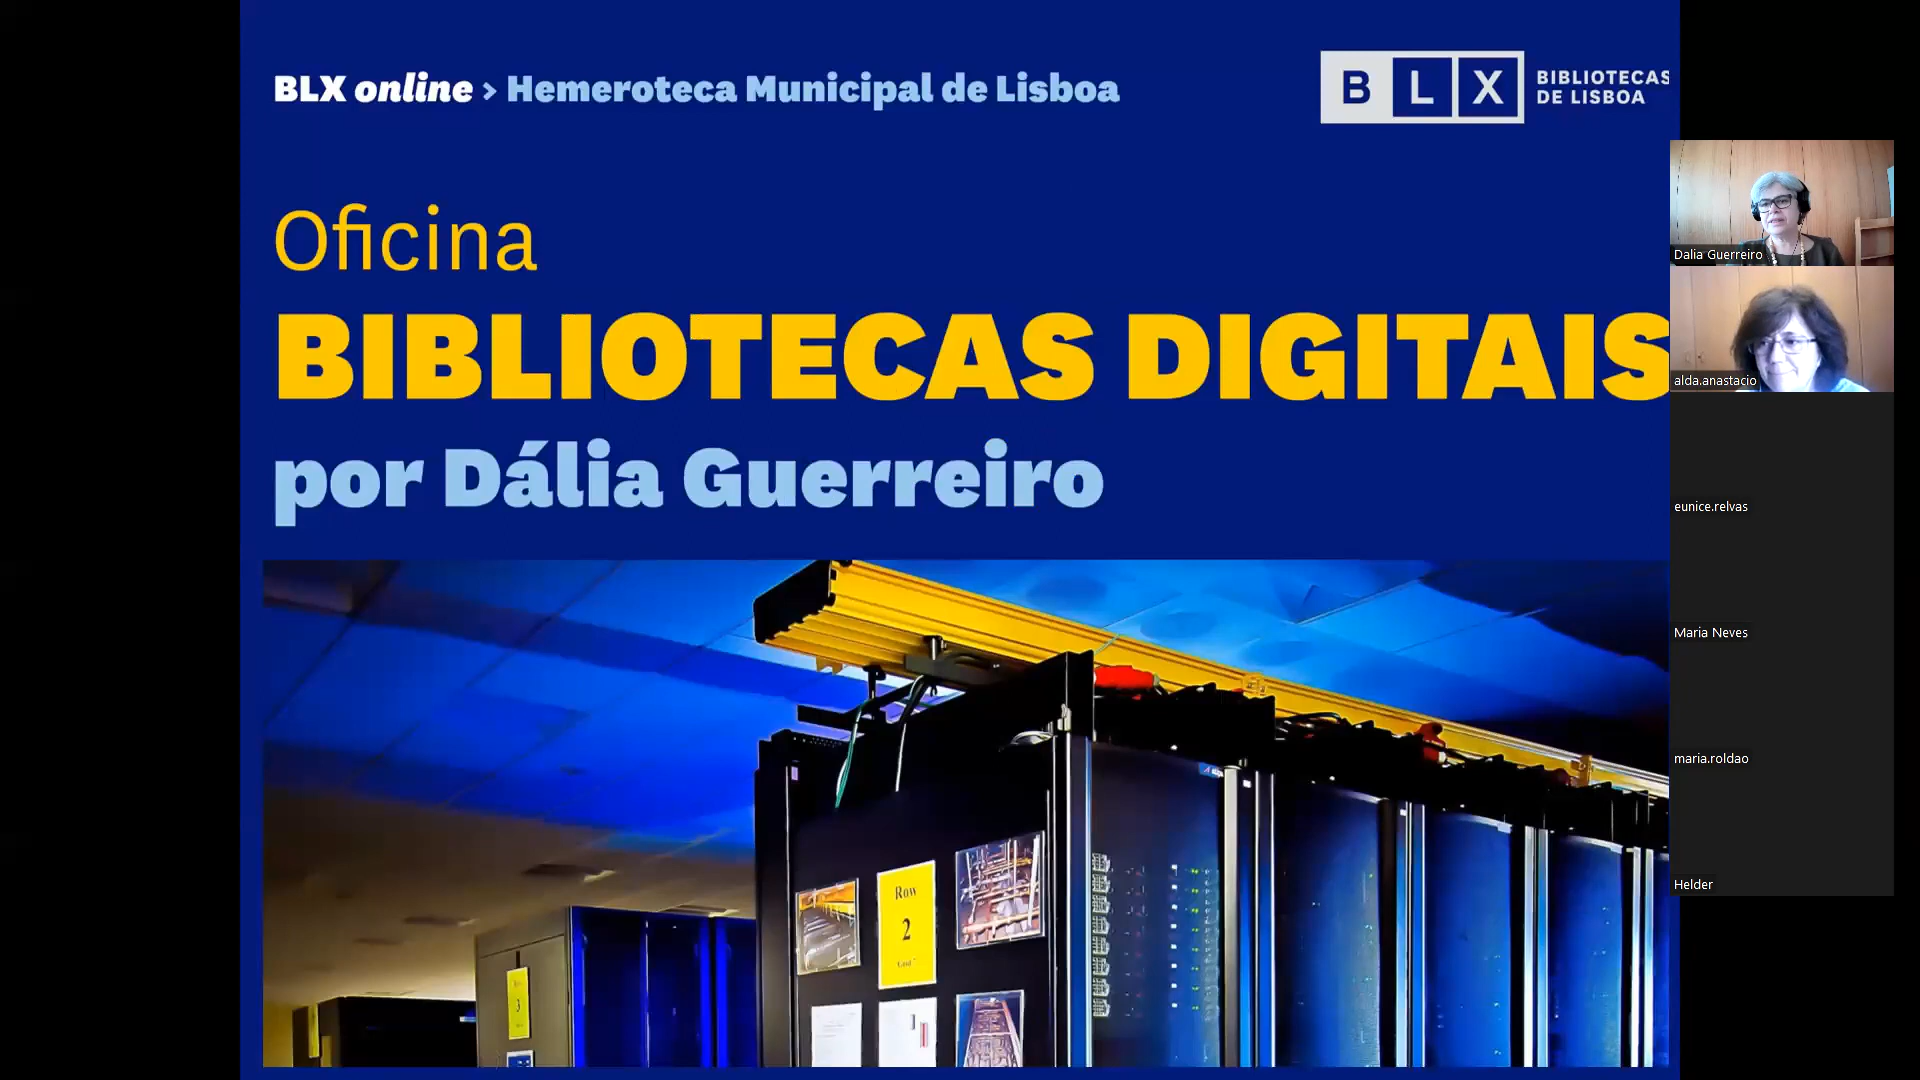 BLX online > Hemeroteca Municipal de Lisboa
B L X
BIBLIOTECAS
DE LISBOA
Oficina
BIBLIOTECAS DIGITAIS
por Dália Guerreiro
Row
2
3
Dalia Guerreiro
alda.anastacio
eunice.relvas
Maria Neves
maria.roldao
Helder